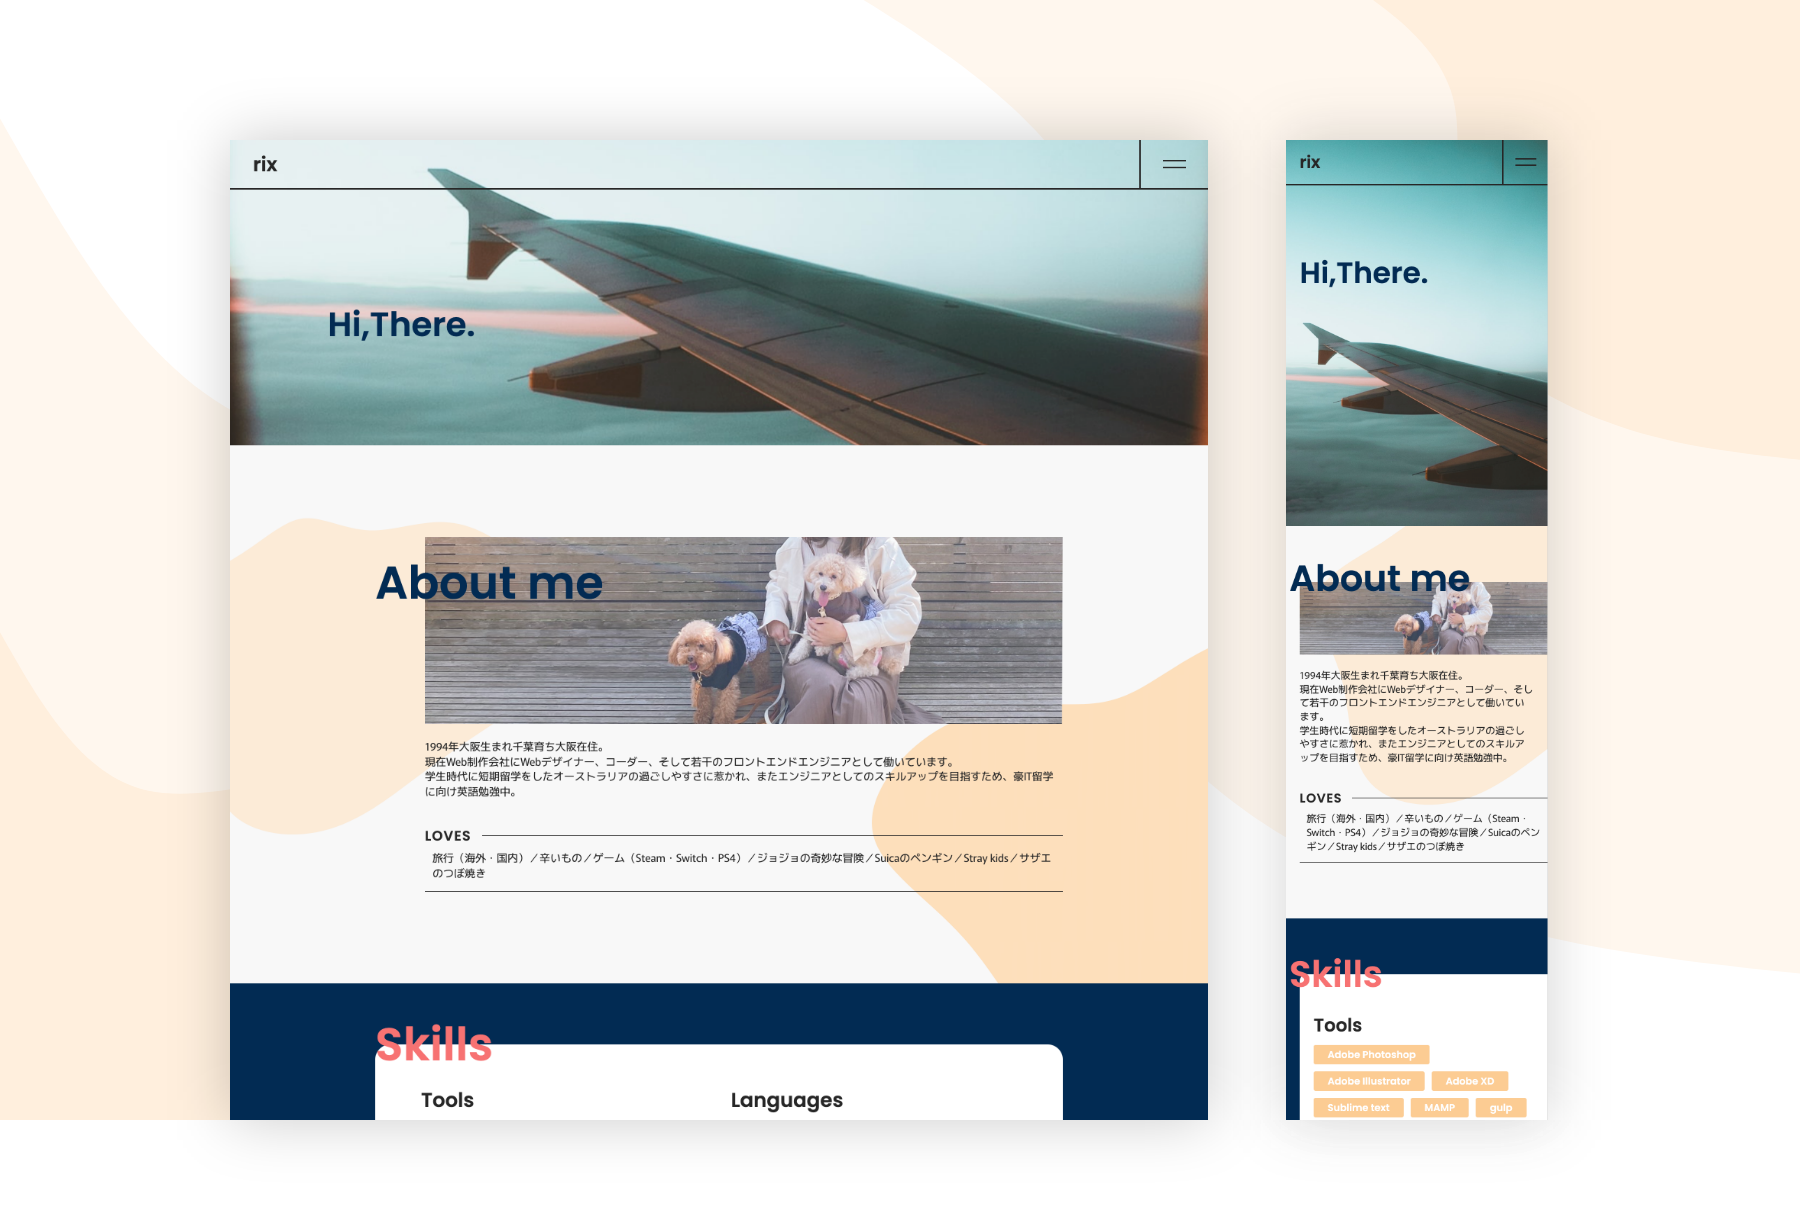 rix
Hi,There.
About me
1994年大阪生まれ千葉育ち大阪在住。
現在Web制作会社にWebデザイナー、コーダー、そして若干のフロントエンドエンジニアとして働いています。
学生時代に短期留学をしたオーストラリアの過ごしやすさに惹かれ、またエンジニアとしてのスキルアップを目指すため、豪IT留学
に向け英語勉強中。
LOVES
旅行（海外・国内）／辛いもの／ゲーム（Steam・Switch・PS4）／ジョジョの奇妙な冒険／Suicaのペンギン／Stray kids／サザエ
のつぼ焼き
Skills
Tools
Languages
rix
Hi,There.
About me
1994年大阪生まれ千葉育ち大阪在住。
現在Web制作会社にWebデザイナー、コーダー、そし
て若干のフロントエンドエンジニアとして働いてい
ます。
学生時代に短期留学をしたオーストラリアの過ごし
やすさに惹かれ、またエンジニアとしてのスキルア
ップを目指すため、豪IT留学に向け英語勉強中。
LOVES
旅行（海外・国内）／辛いもの／ゲーム（Steam・
Switch・PS4）／ジョジョの奇妙な冒険／Suicaのペン
ギン／Stray kids／サザエのつぼ焼き
Skills
Tools
Adobe Photoshop
Adobe Illustrator Adobe XD
Sublime text MAMP gulp